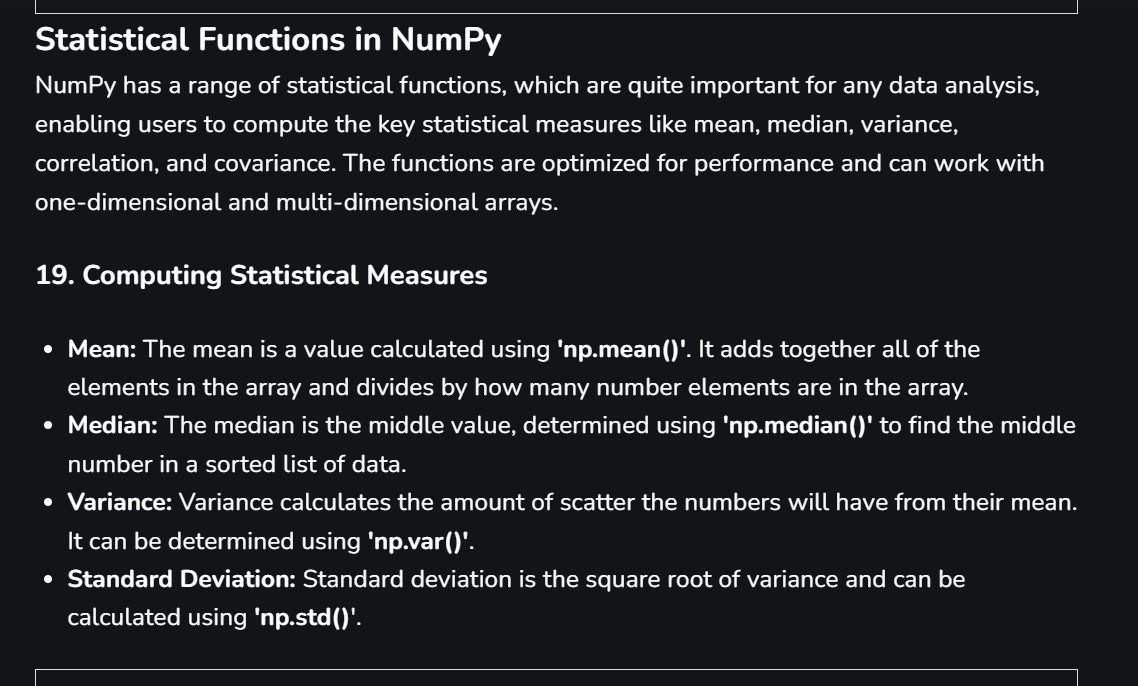 Statistical Functions in NumPy
NumPy has a range of statistical functions, which are quite important for any data analysis,
enabling users to compute the key statistical measures like mean, median, variance,
correlation, and covariance. The functions are optimized for performance and can work with
one-dimensional and multi-dimensional arrays.
19. Computing Statistical Measures
• Mean: The mean is a value calculated using 'np.mean()'. It adds together all of the
elements in the array and divides by how many number elements are in the array.
• Median: The median is the middle value, determined using 'np.median()' to find the middle
number in a sorted list of data.
• Variance: Variance calculates the amount of scatter the numbers will have from their mean.
It can be determined using 'np.var()'.
• Standard Deviation: Standard deviation is the square root of variance and can be
calculated using 'np.std()'.